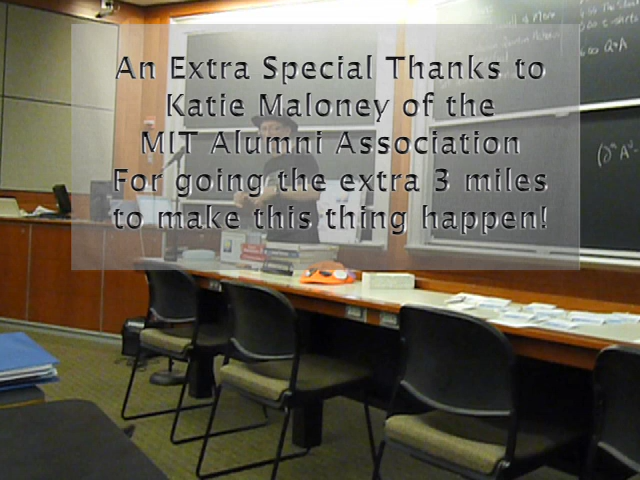 An Extra Special Thanks to
Katie Maloney of the
MIT Alumni Association
For going the extra 3 miles
to make this thing happen!
Q+A